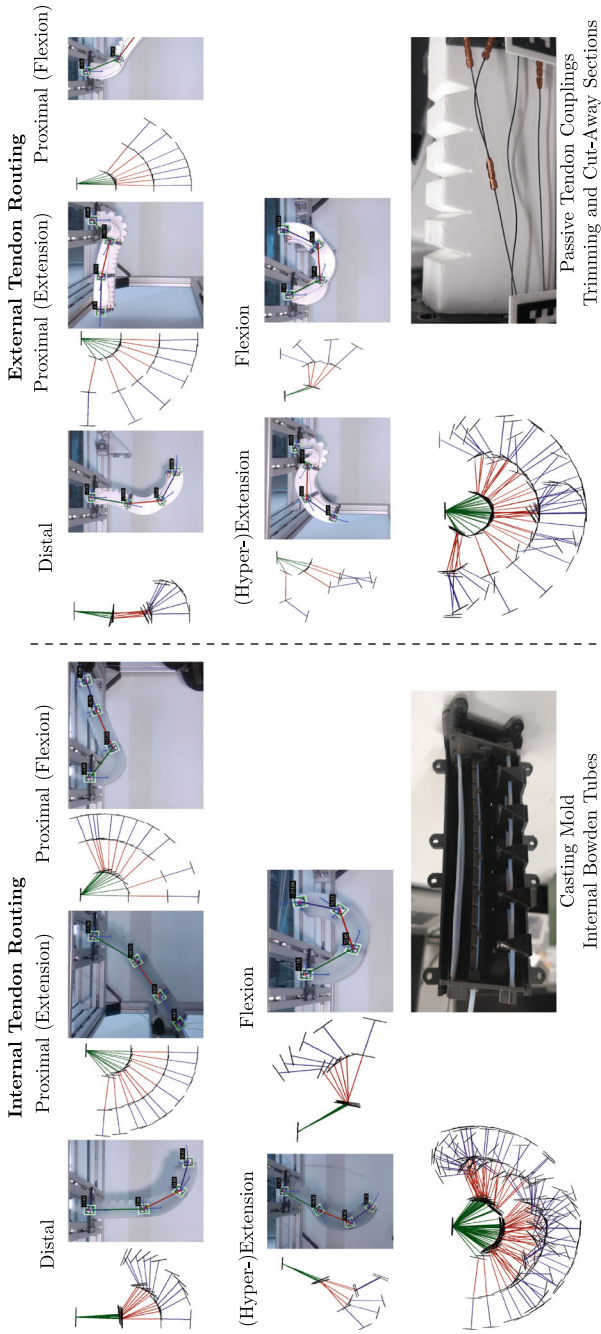 Internal Tendon Routing
Distal
Proximal (Extension)
Proximal (Flexion)
(Hyper-)Extension
Flexion
Casting Mold
Internal Bowden Tubes
External Tendon Routing
Distal
Proximal (Extension)
Proximal (Flexion)
(Hyper-)Extension
Flexion
Passive Tendon Couplings
Trimming and Cut-Away Sections